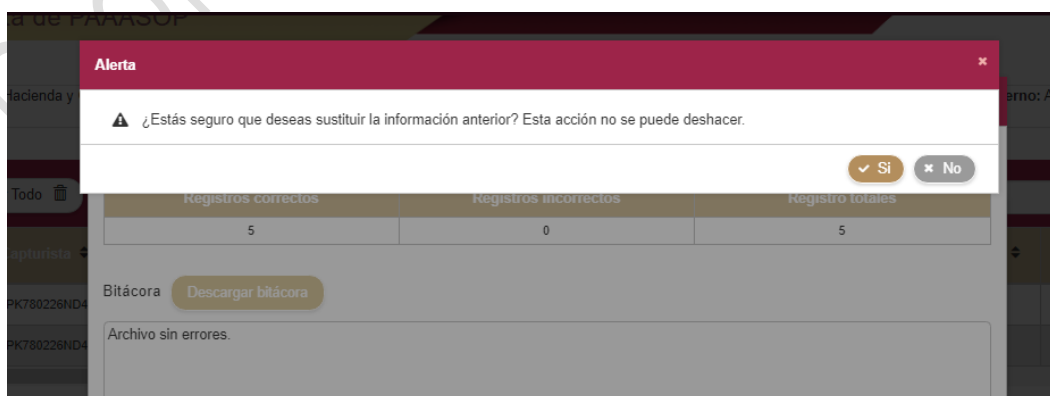 ta de PAAASOP
Alerta
Hacienda y
erno: A
¿Estás seguro que deseas sustituir la información anterior? Esta acción no se puede deshacer.
Si No
Todo
Registros correctos Registros incorrectos Registro totales
5 0 5
Capturista
Bitácora Descargar bitácora
PK780226ND4
Archivo sin errores.
PK780226ND4